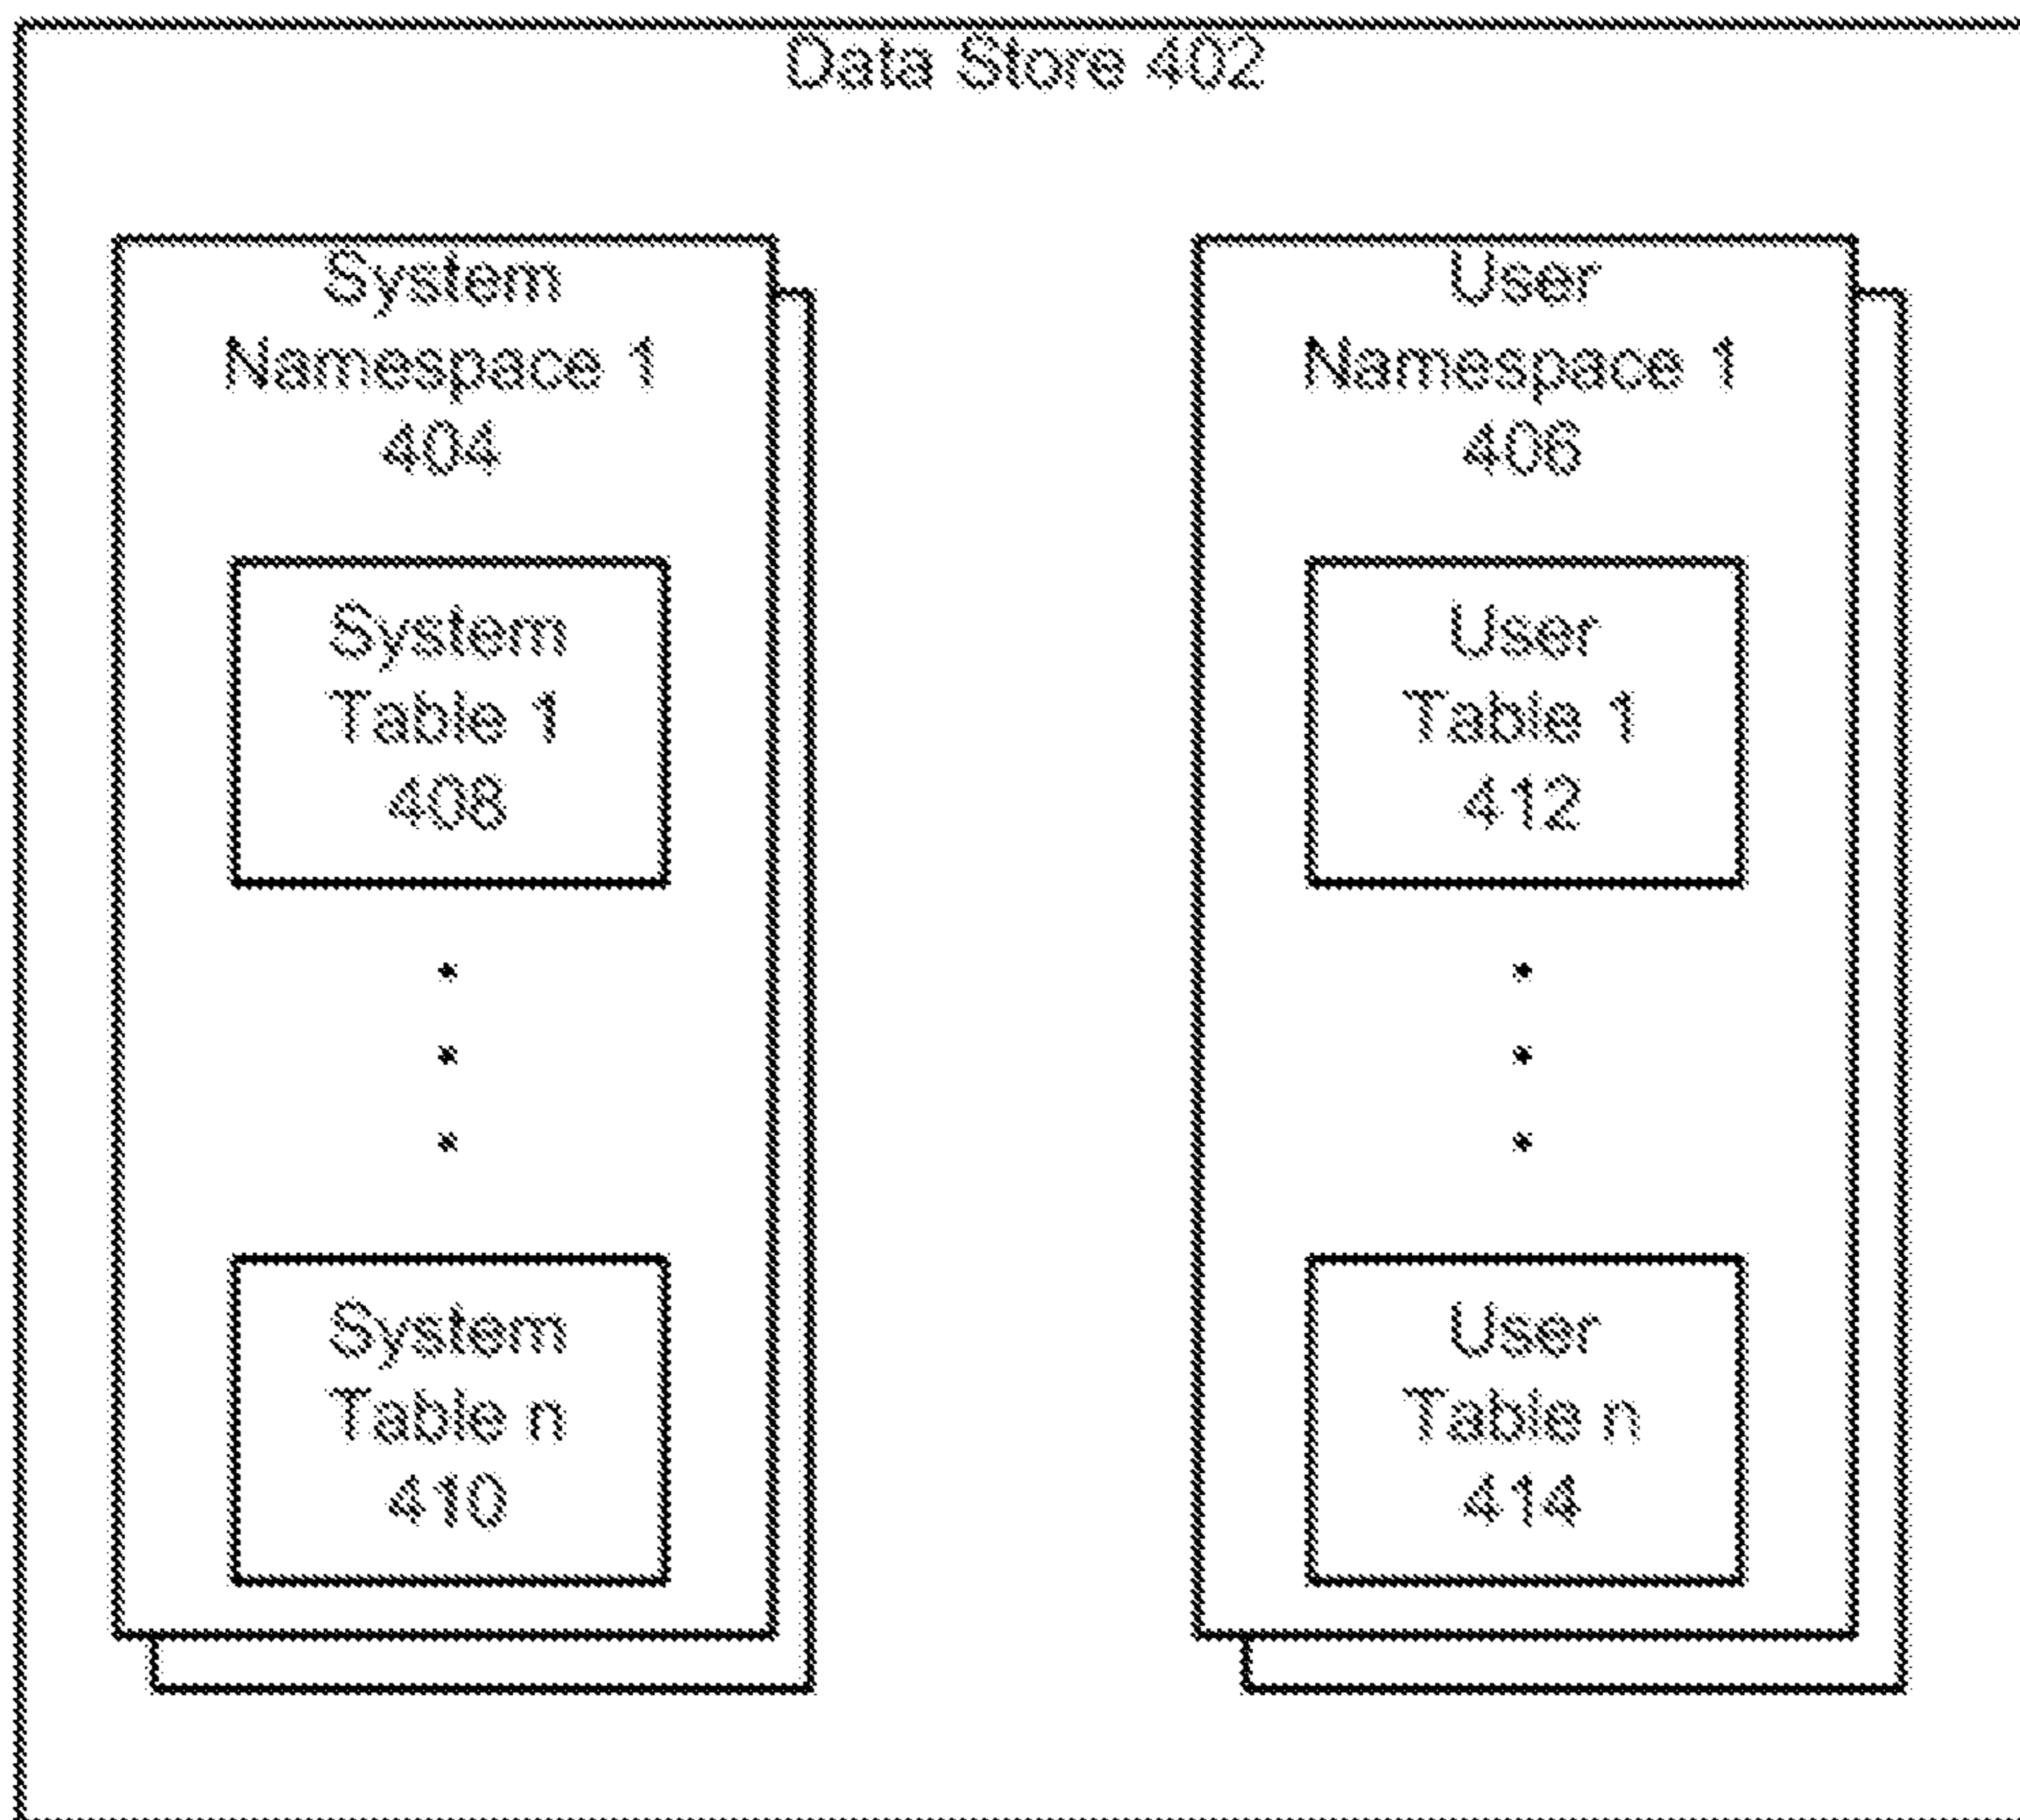 Data Store 402
System
Namespace 1
404
System
Table 1
408
System
Table n
410
User
Namespace 1
406
User
Table 1
412
User
Table n
414